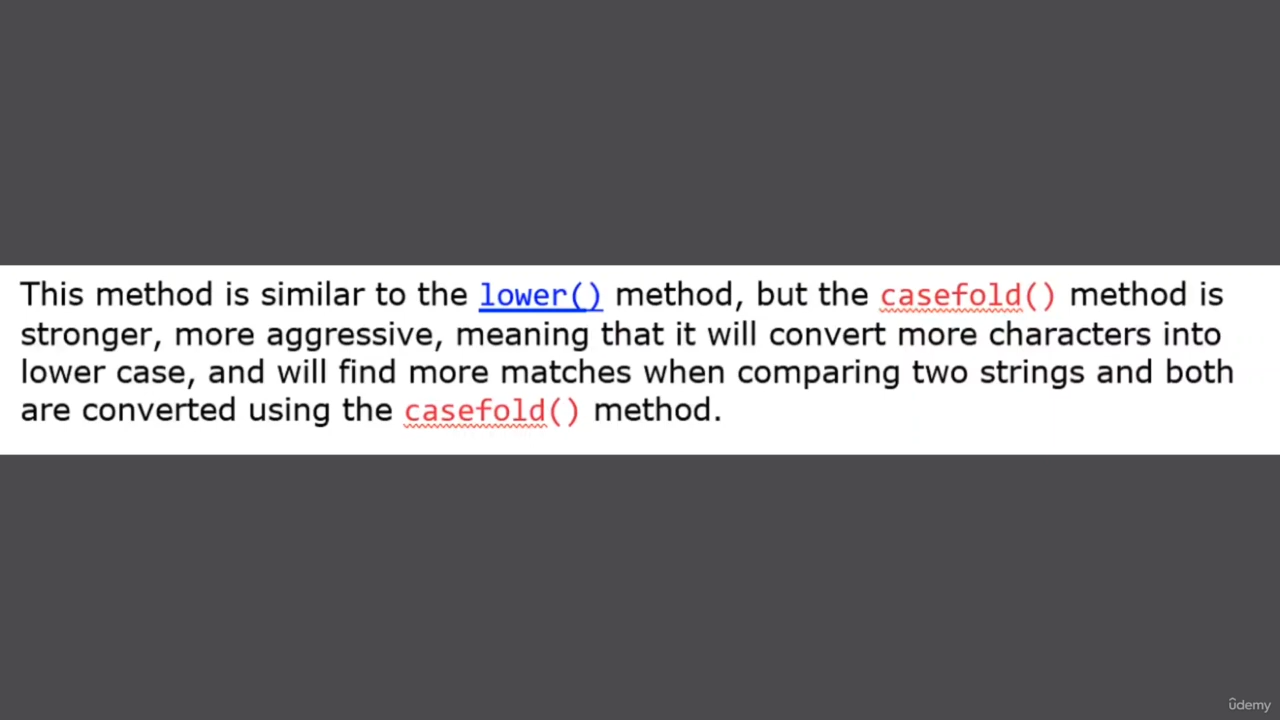 This method is similar to the lower() method, but the casefold() method is
stronger, more aggressive, meaning that it will convert more characters into
lower case, and will find more matches when comparing two strings and both
are converted using the casefold() method.
ûdemy